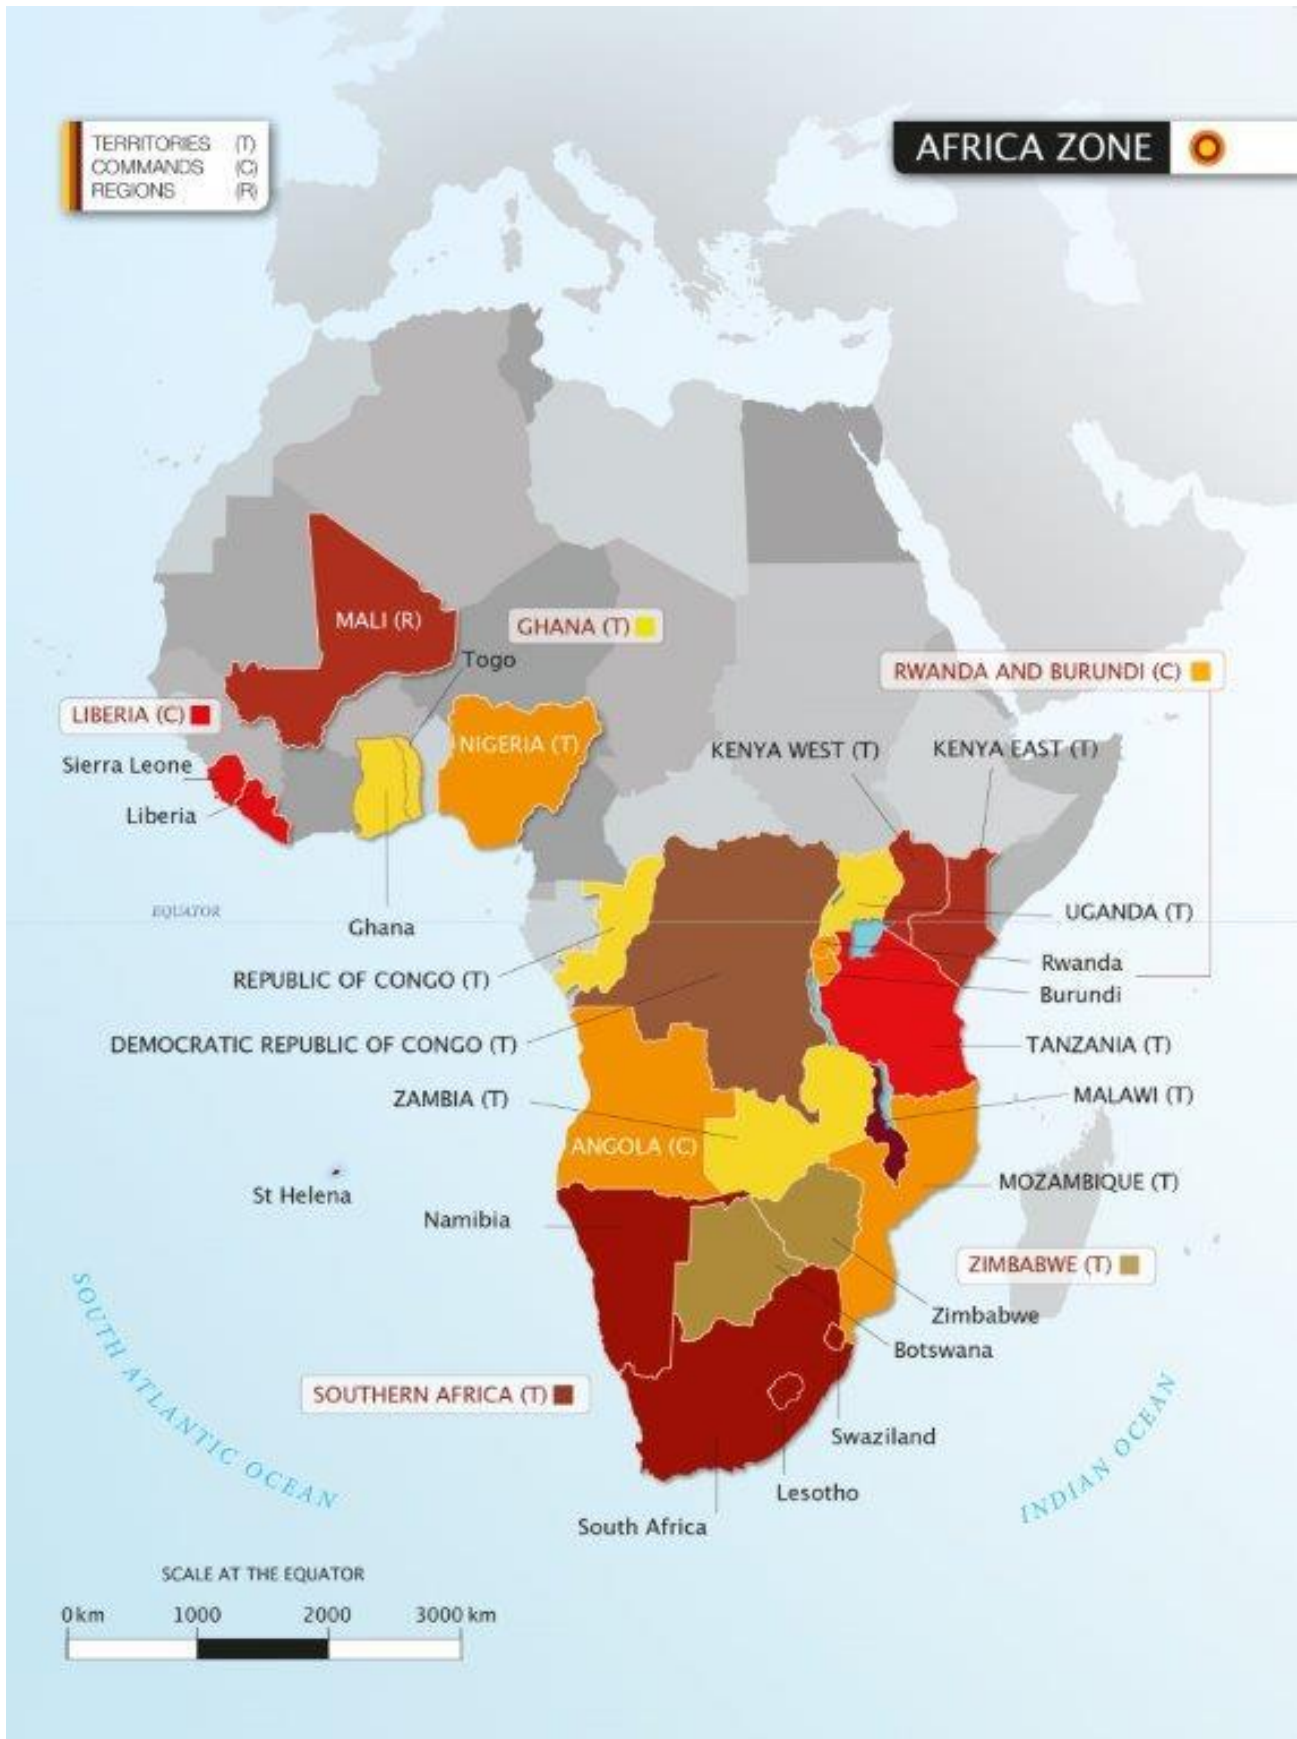 TERRITORIES (T)
COMMANDS (C)
REGIONS (R)
AFRICA ZONE
MALI (R)
GHANA (T)
Togo
RWANDA AND BURUNDI (C)
LIBERIA (C)
NIGERIA (T)
KENYA WEST (T)
KENYA EAST (T)
Sierra Leone
Liberia
EQUATOR
Ghana
UGANDA (T)
REPUBLIC OF CONGO (T)
Rwanda
Burundi
DEMOCRATIC REPUBLIC OF CONGO (T)
TANZANIA (T)
ZAMBIA (T)
MALAWI (T)
ANGOLA (C)
St Helena
MOZAMBIQUE (T)
Namibia
ZIMBABWE (T)
Zimbabwe
Botswana
SOUTHERN AFRICA (T)
SOUTH ATLANTIC OCEAN
INDIAN OCEAN
Swaziland
Lesotho
South Africa
SCALE AT THE EQUATOR
0 km 1000 2000 3000 km